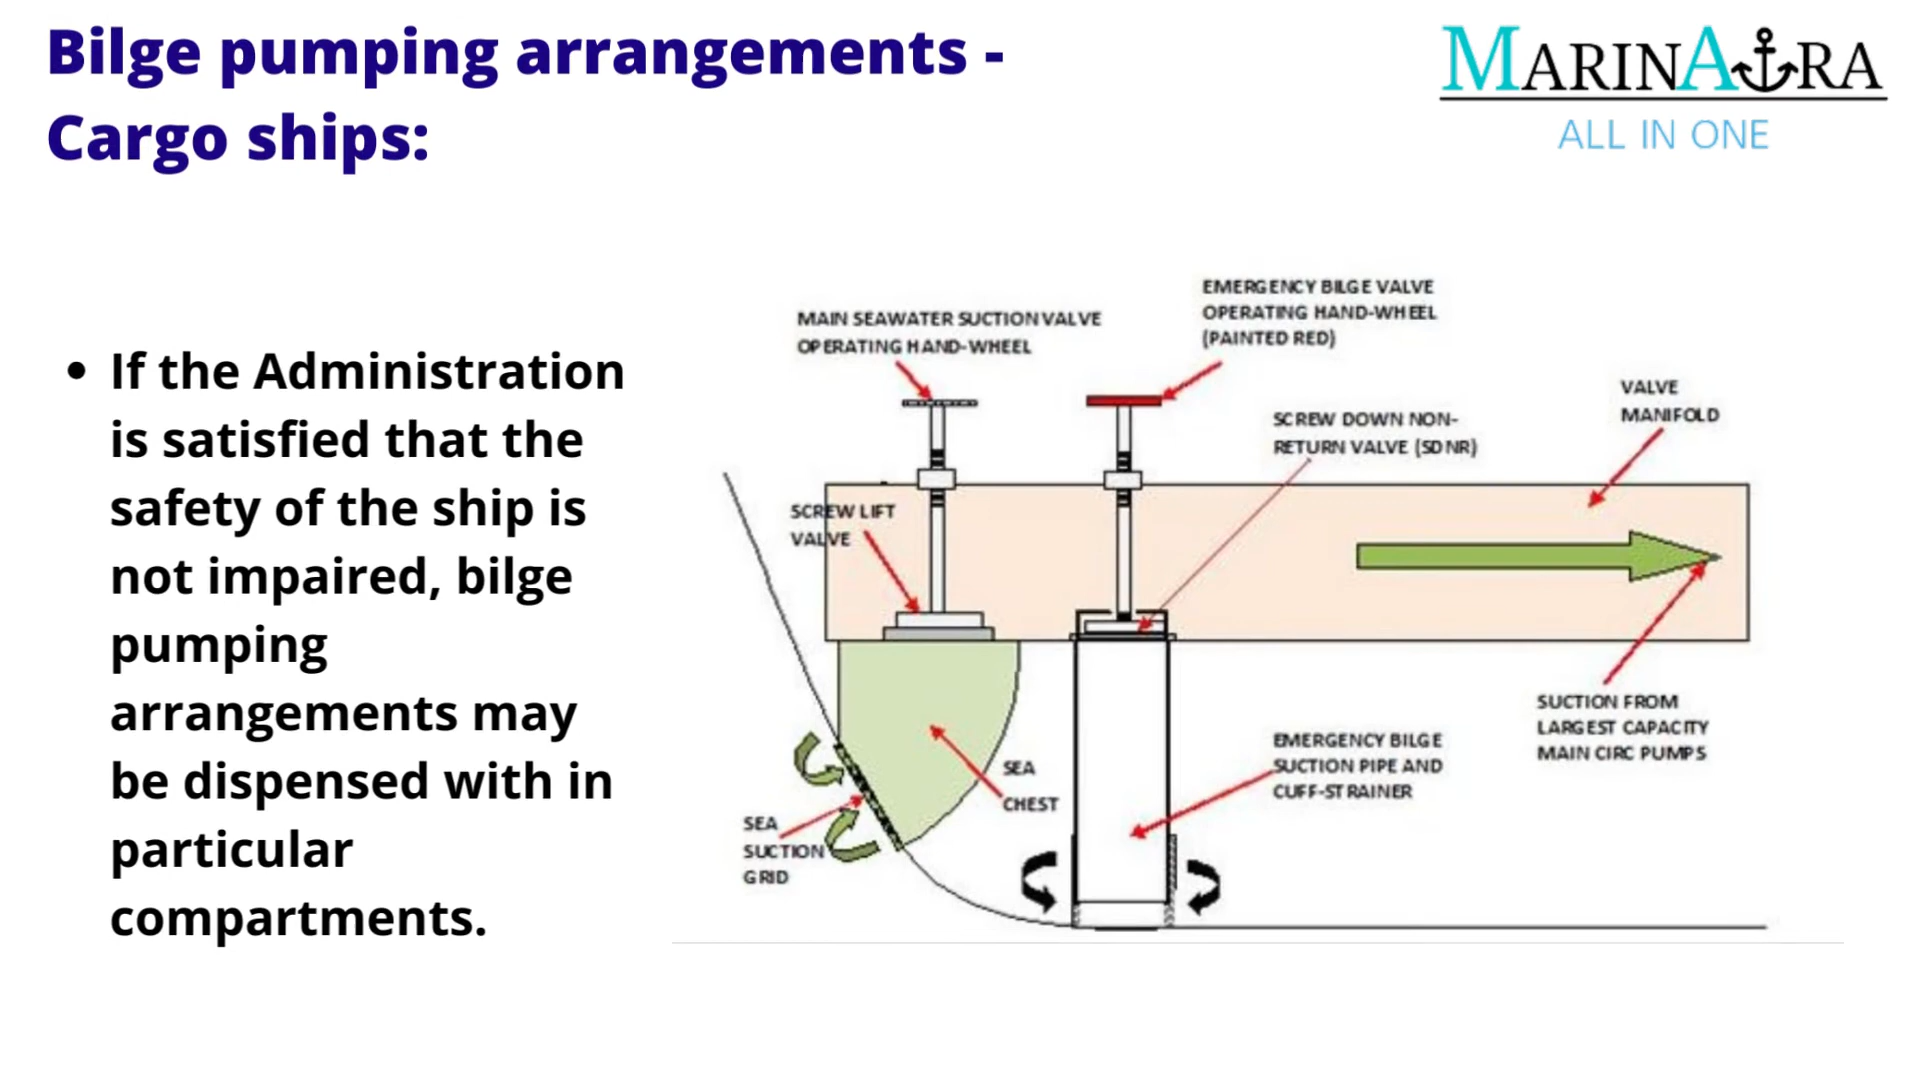 Bilge pumping arrangements -
Cargo ships:
MARINAURA
ALL IN ONE
• If the Administration
is satisfied that the
safety of the ship is
not impaired, bilge
pumping
arrangements may
be dispensed with in
particular
compartments.
MAIN SEAWATER SUCTION VALVE
OPERATING HAND-WHEEL
EMERGENCY BILGE VALVE
OPERATING HAND-WHEEL
(PAINTED RED)
VALVE
MANIFOLD
SCREW DOWN NON-
RETURN VALVE (SDNR)
SCREW LIFT
VALVE
SUCTION FROM
LARGEST CAPACITY
MAIN CIRC PUMPS
EMERGENCY BILGE
SUCTION PIPE AND
CUFF-STRAINER
SEA
CHEST
SEA
SUCTION
GRID